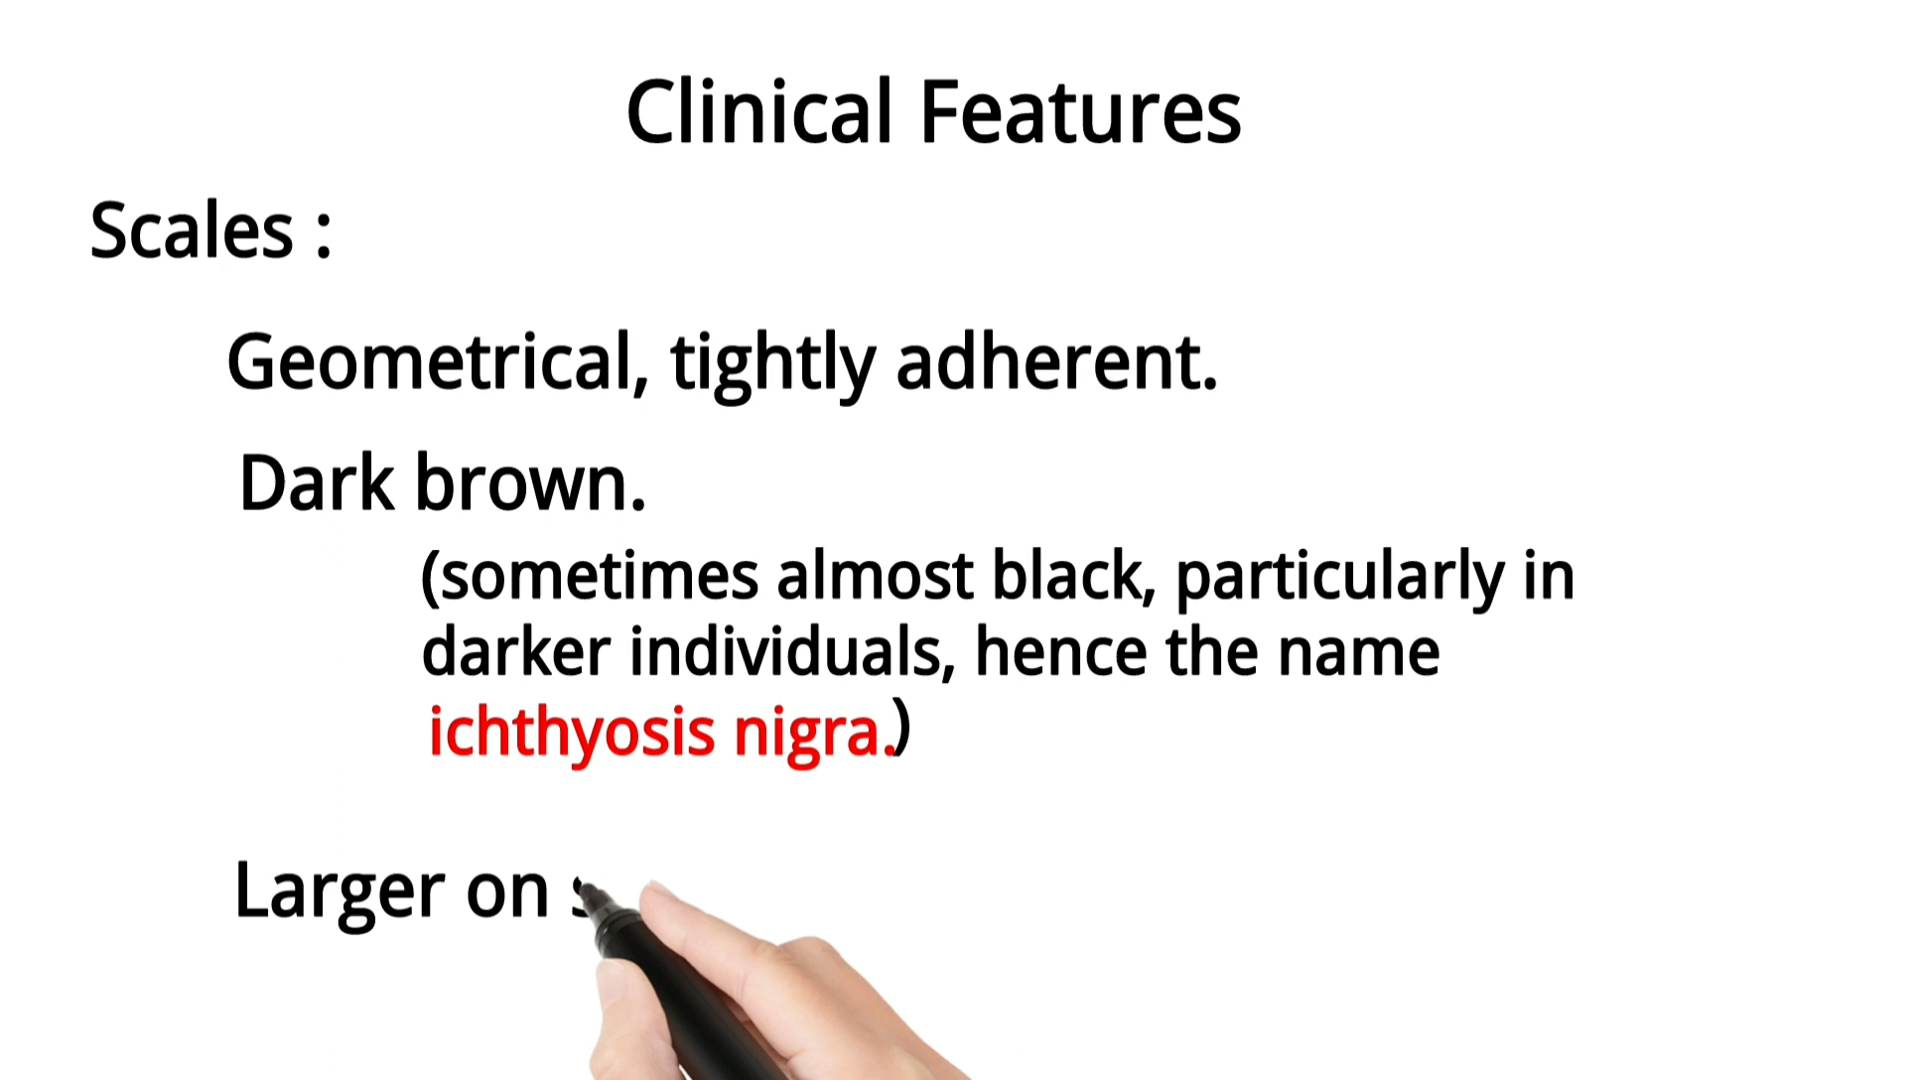 Clinical Features
Scales :
Geometrical, tightly adherent.
Dark brown.
(sometimes almost black, particularly in
darker individuals, hence the name
ichthyosis nigra.)
Larger on